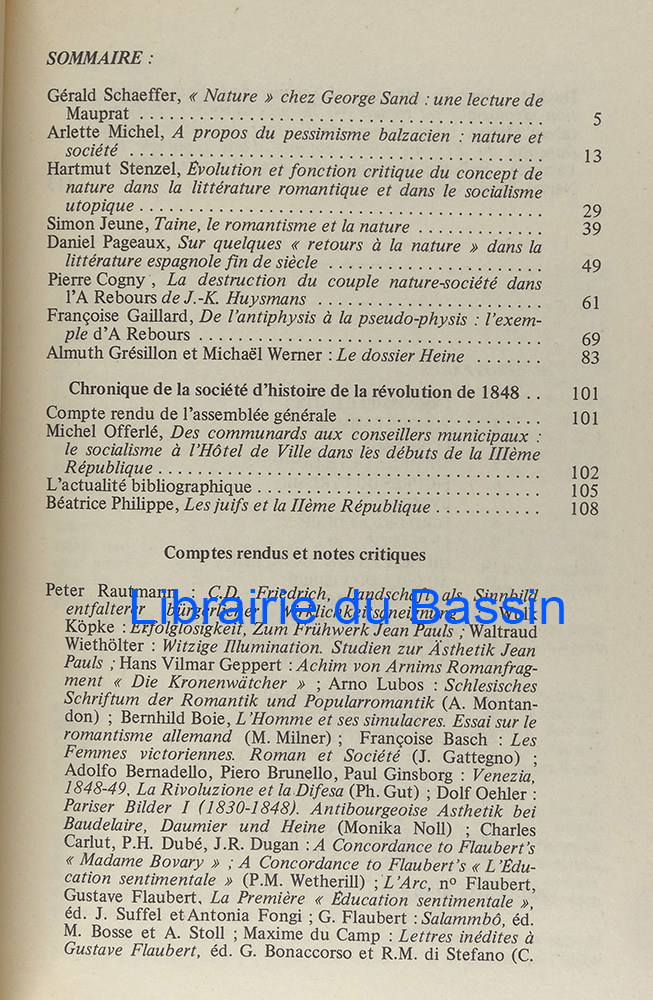 SOMMAIRE :
Gérald Schaeffer, « Nature » chez George Sand : une lecture de
Mauprat . . . . . . . . . . . . . . . . . . . . . . . . . . . . . . . . . . . . . . . . . 5
Arlette Michel, A propos du pessimisme balzacien : nature et
société . . . . . . . . . . . . . . . . . . . . . . . . . . . . . . . . . . . . . . . . . 13
Hartmut Stenzel, Évolution et fonction critique du concept de
nature dans la littérature romantique et dans le socialisme
utopique . . . . . . . . . . . . . . . . . . . . . . . . . . . . . . . . . . . . . . . . 29
Simon Jeune, Taine, le romantisme et la nature . . . . . . . . . . . . . 39
Daniel Pageaux, Sur quelques « retours à la nature » dans la
littérature espagnole fin de siècle . . . . . . . . . . . . . . . . . . . . . . 49
Pierre Cogny , La destruction du couple nature-société dans
l'A Rebours de J.-K. Huysmans . . . . . . . . . . . . . . . . . . . . . . . 61
Françoise Gaillard, De l'antiphysis à la pseudo-physis : l'exem-
ple d'A Rebours . . . . . . . . . . . . . . . . . . . . . . . . . . . . . . . . . . 69
Almuth Grésillon et Michaël Werner : Le dossier Heine . . . . . . . 83
Chronique de la société d'histoire de la révolution de 1848 . . 101
Compte rendu de l'assemblée générale . . . . . . . . . . . . . . . . . . . . 101
Michel Offerlé, Des communards aux conseillers municipaux :
le socialisme à l'Hôtel de Ville dans lès débuts de la IIIème
République . . . . . . . . . . . . . . . . . . . . . . . . . . . . . . . . . . . . . . . 102
L'actualité bibliographique . . . . . . . . . . . . . . . . . . . . . . . . . . . . . 105
Béatrice Philippe, Les juifs et la IIème République . . . . . . . . . . . 108
Comptes rendus et notes critiques
Peter Rautmann : C.D. Friedrich, Landschaft als Sinnbild
Librairie du Bassin
entfalterer bürgerlicher Wirklichkeitsaneignung ; Wulf
Köpke : Erfolglosigkeit, Zum Frühwerk Jean Pauls ; Waltraud
Wiethölter : Witzige Illumination. Studien zur Ästhetik Jean
Pauls ; Hans Vilmar Geppert : Achim von Arnims Romanfrag-
ment « Die Kronenwätcher » ; Arno Lubos : Schlesisches
Schriftum der Romantik und Popularromantik (A. Montan-
don) ; Bernhild Boie, L'Homme et ses simulacres. Essai sur le
romantisme allemand (M. Milner) ; Françoise Basch : Les
Femmes victoriennes. Roman et Société (J. Gattegno) ;
Adolfo Bernadello, Piero Brunello, Paul Ginsborg : Venezia,
1848-49, La Rivoluzione et la Difesa (Ph. Gut) ; Dolf Oehler :
Pariser Bilder I (1830-1848). Antibourgeoise Asthetik bei
Baudelaire, Daumier und Heine (Monika Noll) ; Charles
Carlut, P.H. Dubé, J.R. Dugan : A Concordance to Flaubert's
« Madame Bovary » ; A Concordance to Flaubert's « L'Édu-
cation sentimentale » (P.M. Wetherill) ; L'Arc, nº Flaubert,
Gustave Flaubert, La Première « Éducation sentimentale »,
éd. J. Suffel et Antonia Fongi ; G. Flaubert : Salammbô, éd.
M. Bosse et A. Stoll ; Maxime du Camp : Lettres inédites à
Gustave Flaubert, éd. G. Bonaccorso et R.M. di Stefano (C.